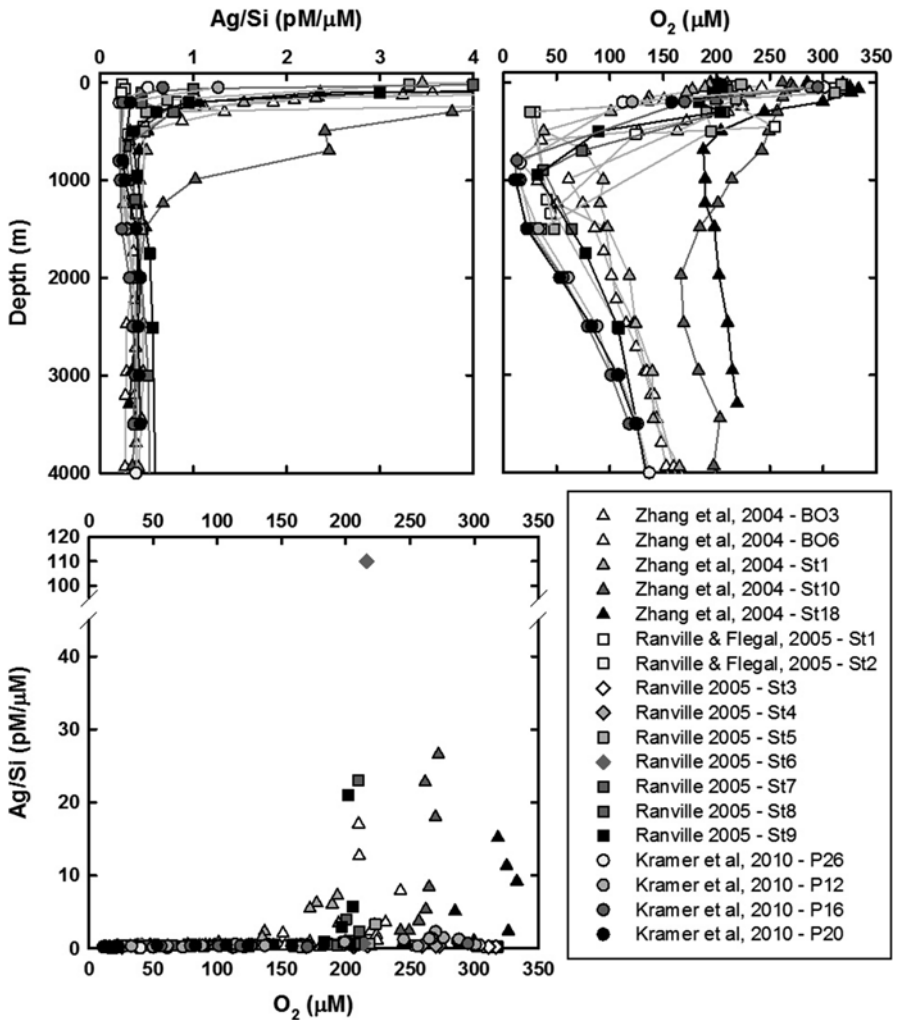 Ag/Si (pM/μM)
0 1 2 3 4
O₂ (μM)
0 50 100 150 200 250 300 350
Depth (m)
0
1000
2000
3000
4000
0 50 100 150 200 250 300 350
Ag/Si (pM/μM)
120
110
100
40
30
20
10
0
0 50 100 150 200 250 300 350
O₂ (μM)
Zhang et al, 2004 - BO3
Zhang et al, 2004 - BO6
Zhang et al, 2004 - St1
Zhang et al, 2004 - St10
Zhang et al, 2004 - St18
Ranville & Flegal, 2005 - St1
Ranville & Flegal, 2005 - St2
Ranville 2005 - St3
Ranville 2005 - St4
Ranville 2005 - St5
Ranville 2005 - St6
Ranville 2005 - St7
Ranville 2005 - St8
Ranville 2005 - St9
Kramer et al, 2010 - P26
Kramer et al, 2010 - P12
Kramer et al, 2010 - P16
Kramer et al, 2010 - P20